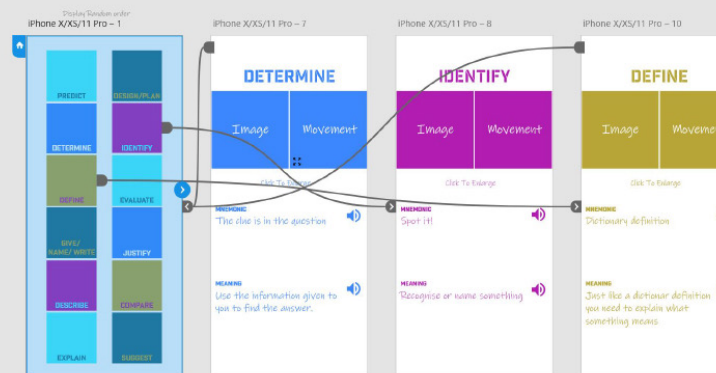 Display Random order
iPhone X/XS/11 Pro – 1
PREDICT
DESIGN/PLAN
DETERMINE
IDENTIFY
DEFINE
EVALUATE
GIVE/
NAME/ WRITE
JUSTIFY
DESCRIBE
COMPARE
EXPLAIN
SUGGEST
iPhone X/XS/11 Pro – 7
DETERMINE
Image
Movement
Click To Enlarge
MNEMONIC
The clue is in the question
MEANING
Use the information given to
you to find the answer.
iPhone X/XS/11 Pro – 8
IDENTIFY
Image
Movement
Click To Enlarge
MNEMONIC
Spot it!
MEANING
Recognise or name something
iPhone X/XS/11 Pro – 10
DEFINE
Image
Moveme
Click To Enlarge
MNEMONIC
Dictionary definition
MEANING
Just like a dictionar definition
you need to explain what
something means